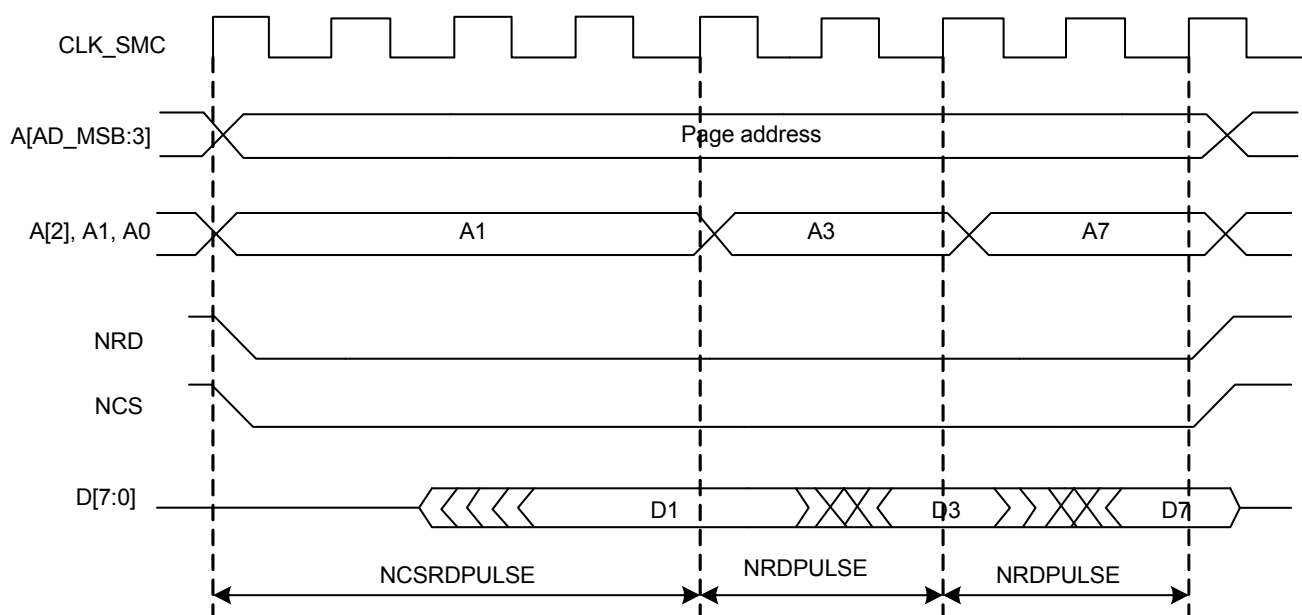 CLK_SMC
A[AD_MSB:3]
Page address
A[2], A1, A0
A1
A3
A7
NRD
NCS
D[7:0]
D1
D3
D7
NCSRDPULSE
NRDPULSE
NRDPULSE